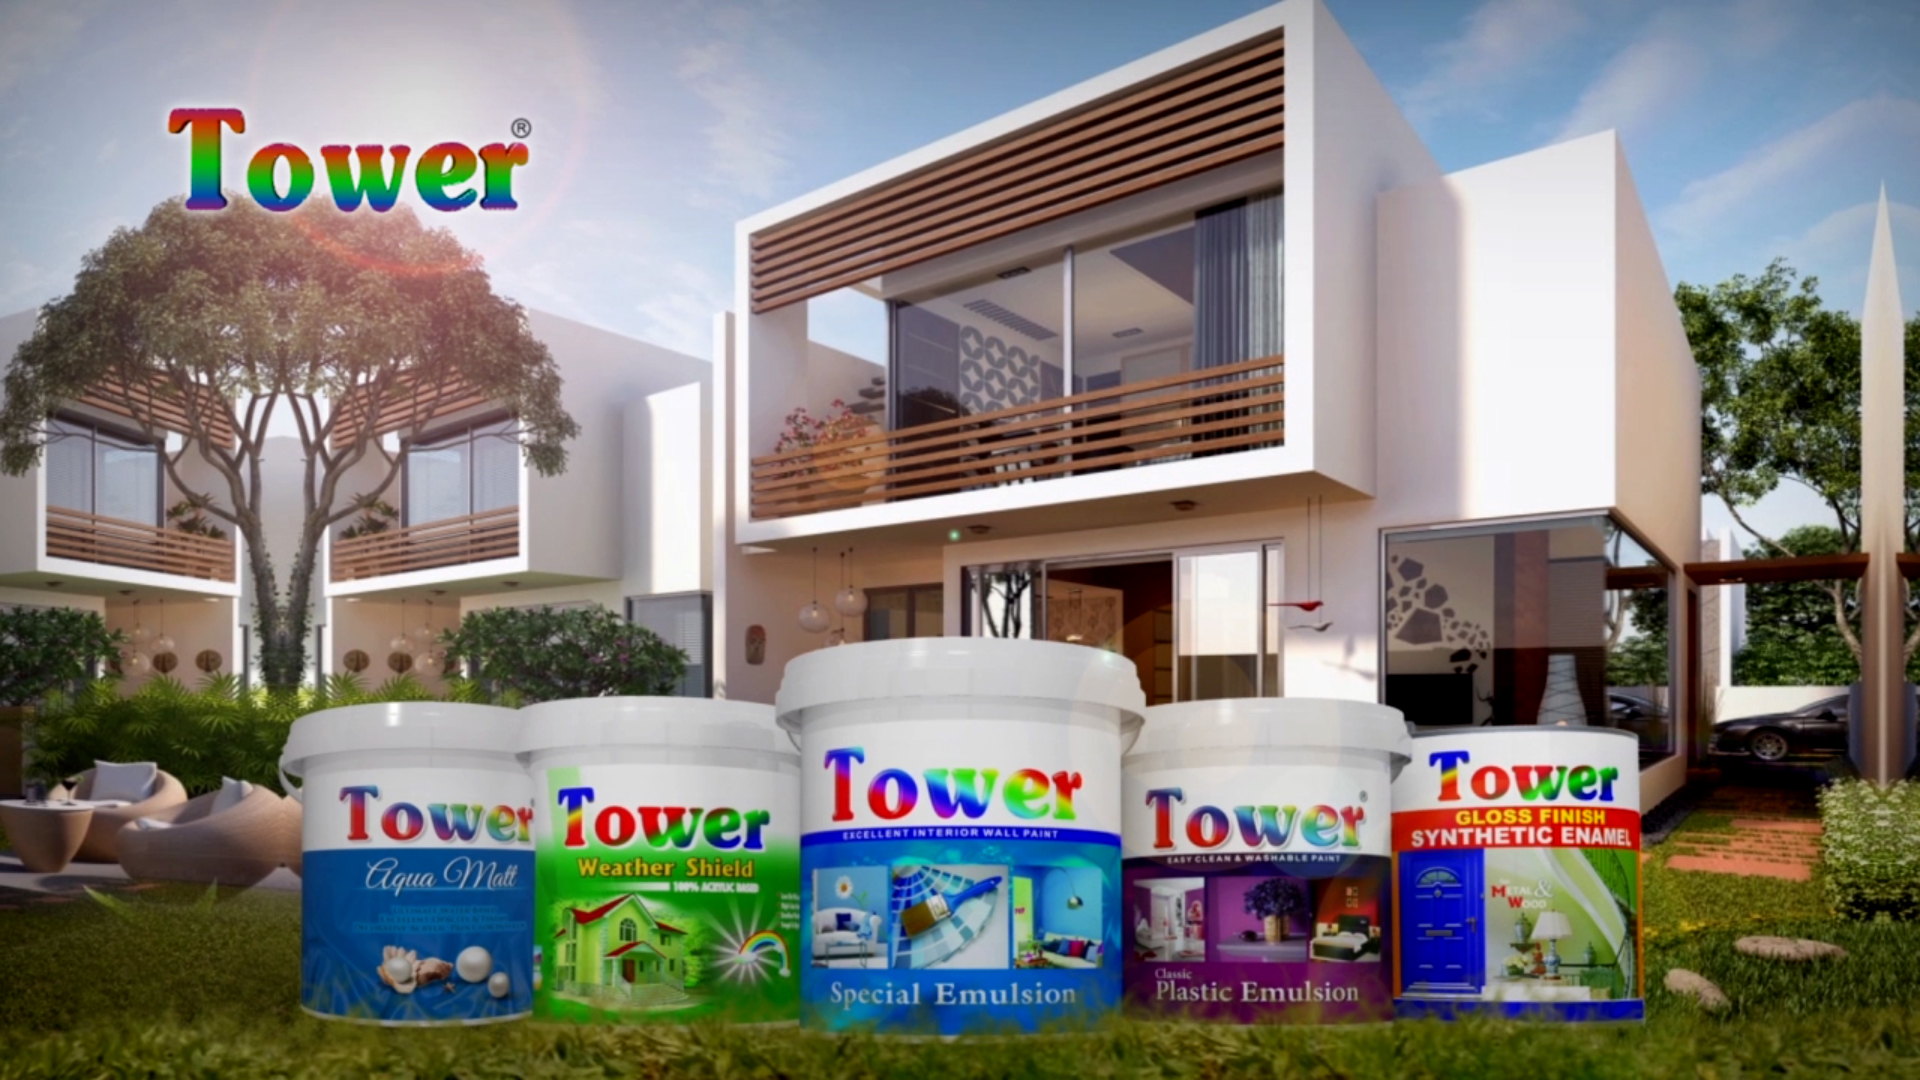 Tower®
Tower
Aqua Matt
Tower
Weather Shield
100% ACRYLIC BASED
Tower
EXCELLENT INTERIOR WALL PAINT
Special Emulsion
Tower®
EASY CLEAN & WASHABLE PAINT
Classic
Plastic Emulsion
Tower
GLOSS FINISH
SYNTHETIC ENAMEL
METAL &
WOOD